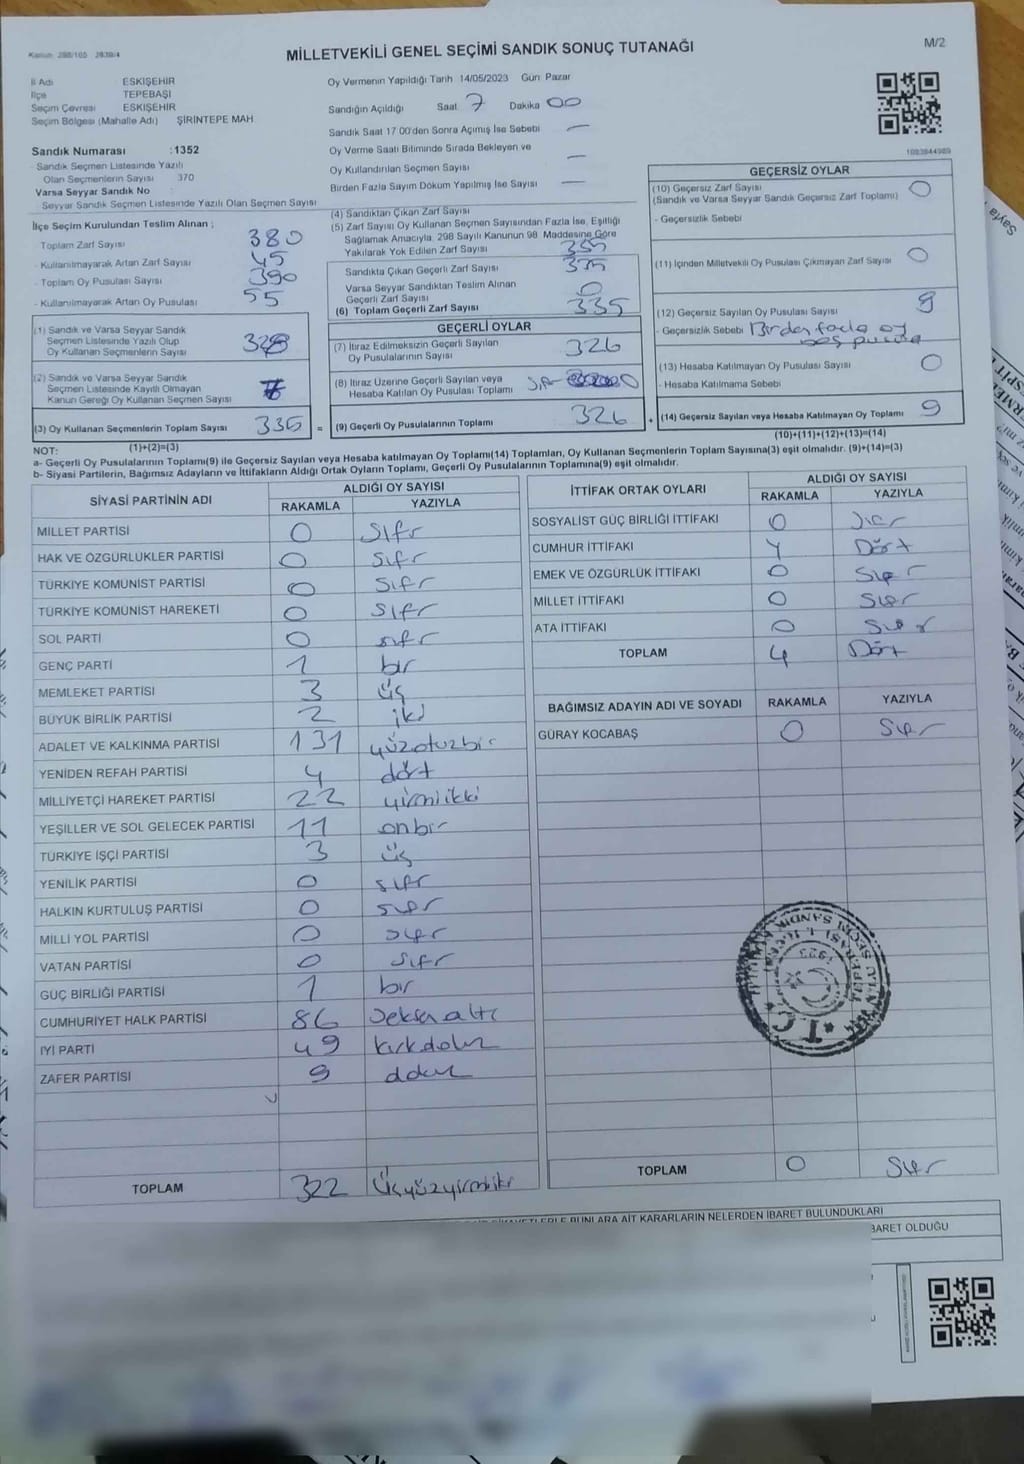 Kanun: 298/105 2839/4
MİLLETVEKİLİ GENEL SEÇİMİ SANDIK SONUÇ TUTANAĞI
M/2
İl Adı ESKİŞEHİR
İlçe TEPEBAŞI
Seçim Çevresi ESKİŞEHİR
Seçim Bölgesi (Mahalle Adı) ŞİRİNTEPE MAH
Sandık Numarası :1352
- Sandık Seçmen Listesinde Yazılı
Olan Seçmenlerin Sayısı 370
Varsa Seyyar Sandık No
- Seyyar Sandık Seçmen Listesinde Yazılı Olan Seçmen Sayısı
Oy Vermenin Yapıldığı Tarih 14/05/2023 Gün Pazar
Sandığın Açıldığı Saat 7 Dakika 00
Sandık Saat 17 00'den Sonra Açımış İse Sebebi —
Oy Verme Saati Bitiminde Sırada Bekleyen ve
Oy Kullandırılan Seçmen Sayısı —
Birden Fazla Sayım Döküm Yapılmış İse Sayısı —
1093944989
İlçe Seçim Kurulundan Teslim Alınan ;
- Toplam Zarf Sayısı 380
- Kullanılmayarak Artan Zarf Sayısı 45
- Toplam Oy Pusulası Sayısı 390
- Kullanılmayarak Artan Oy Pusulası 55
(1) Sandık ve Varsa Seyyar Sandık
Seçmen Listesinde Yazılı Olup
Oy Kullanan Seçmenlerin Sayısı 328
(2) Sandık ve Varsa Seyyar Sandık
Seçmen Listesinde Kayıtlı Olmayan
Kanun Gereği Oy Kullanan Seçmen Sayısı 7
(3) Oy Kullanan Seçmenlerin Toplam Sayısı 335 =
(4) Sandıktan Çıkan Zarf Sayısı
(5) Zarf Sayısı Oy Kullanan Seçmen Sayısından Fazla İse, Eşitliği
Sağlamak Amacıyla, 298 Sayılı Kanunun 98. Maddesine Göre
Yakılarak Yok Edilen Zarf Sayısı
Sandıkta Çıkan Geçerli Zarf Sayısı
Varsa Seyyar Sandıktan Teslim Alınan
Geçerli Zarf Sayısı 0
(6) Toplam Geçerli Zarf Sayısı 335
GEÇERLİ OYLAR
(7) İtiraz Edilmeksizin Geçerli Sayılan
Oy Pusulalarının Sayısı 326
(8) İtiraz Üzerine Geçerli Sayılan veya
Hesaba Katılan Oy Pusulası Toplamı
(9) Geçerli Oy Pusulalarının Toplamı 326 +
GEÇERSİZ OYLAR
(10) Geçersiz Zarf Sayısı
(Sandık ve Varsa Seyyar Sandık Geçersiz Zarf Toplamı) 0
- Geçersizlik Sebebi
(11) İçinden Milletvekili Oy Pusulası Çıkmayan Zarf Sayısı 0
(12) Geçersiz Sayılan Oy Pusulası Sayısı 9
- Geçersizlik Sebebi Birden fazla oy
boş pusula
(13) Hesaba Katılmayan Oy Pusulası Sayısı 0
- Hesaba Katılmama Sebebi
(14) Geçersiz Sayılan veya Hesaba Katılmayan Oy Toplamı 9
NOT: (1)+(2)=(3) (10)+(11)+(12)+(13)=(14)
a- Geçerli Oy Pusulalarının Toplamı(9) ile Geçersiz Sayılan veya Hesaba katılmayan Oy Toplamı(14) Toplamları, Oy Kullanan Seçmenlerin Toplam Sayısına(3) eşit olmalıdır. (9)+(14)=(3)
b- Siyasi Partilerin, Bağımsız Adayların ve İttifakların Aldığı Ortak Oyların Toplamı, Geçerli Oy Pusulalarının Toplamına(9) eşit olmalıdır.
SİYASİ PARTİNİN ADI ALDIĞI OY SAYISI
RAKAMLA YAZIYLA
MİLLET PARTİSİ 0 sıfır
HAK VE ÖZGÜRLÜKLER PARTİSİ 0 sıfır
TÜRKİYE KOMÜNİST PARTİSİ 0 sıfır
TÜRKİYE KOMÜNİST HAREKETİ 0 sıfır
SOL PARTİ 0 sıfır
GENÇ PARTİ 1 bir
MEMLEKET PARTİSİ 3 üç
BÜYÜK BİRLİK PARTİSİ 2 iki
ADALET VE KALKINMA PARTİSİ 131 yüzotuzbir
YENİDEN REFAH PARTİSİ 4 dört
MİLLİYETÇİ HAREKET PARTİSİ 22 yirmiikki
YEŞİLLER VE SOL GELECEK PARTİSİ 11 onbir
TÜRKİYE İŞÇİ PARTİSİ 3 üç
YENİLİK PARTİSİ 0 sıfır
HALKIN KURTULUŞ PARTİSİ 0 sıfır
MİLLİ YOL PARTİSİ 0 sıfır
VATAN PARTİSİ 0 sıfır
GÜÇ BİRLİĞİ PARTİSİ 1 bir
CUMHURİYET HALK PARTİSİ 86 seksenaltı
İYİ PARTİ 49 kırkdokuz
ZAFER PARTİSİ 9 dokuz
TOPLAM 322 Üçyüzyirmiiki
İTTİFAK ORTAK OYLARI ALDIĞI OY SAYISI
RAKAMLA YAZIYLA
SOSYALİST GÜÇ BİRLİĞİ İTTİFAKI 0 sıfır
CUMHUR İTTİFAKI 4 Dört
EMEK VE ÖZGÜRLÜK İTTİFAKI 0 sıfır
MİLLET İTTİFAKI 0 sıfır
ATA İTTİFAKI 0 sıfır
TOPLAM 4 Dört
BAĞIMSIZ ADAYIN ADI VE SOYADI RAKAMLA YAZIYLA
GÜRAY KOCABAŞ 0 sıfır
T.C.
TOPLAM 0 sıfır
BUNLARA AİT KARARLARIN NELERDEN İBARET BULUNDUKLARI
İBARET OLDUĞU